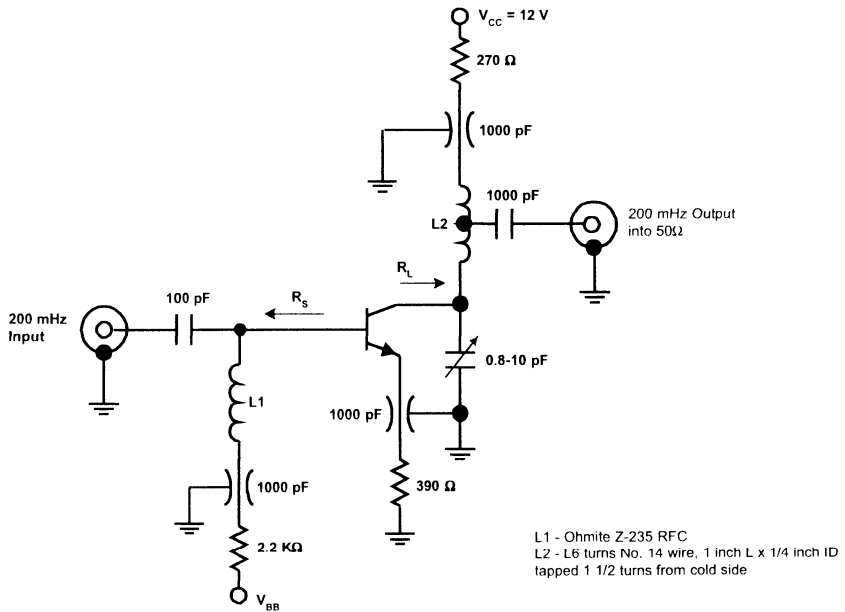 V_CC = 12 V
270 Ω
1000 pF
1000 pF
L2
200 mHz Output
into 50Ω
R_L
100 pF
R_S
200 mHz
Input
0.8-10 pF
L1
1000 pF
1000 pF
390 Ω
2.2 KΩ
V_BB
L1 - Ohmite Z-235 RFC
L2 - L6 turns No. 14 wire, 1 inch L x 1/4 inch ID
tapped 1 1/2 turns from cold side